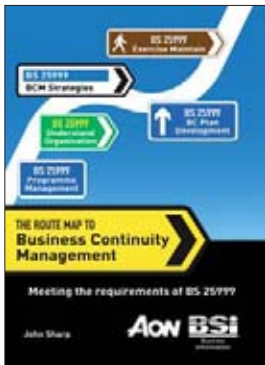 BS 25999
Exercise Maintain
BS 25999
BCM Strategies
BS 25999
Understand
Organisation
BS 25999
BC Plan
Development
BS 25999
Programme
Management
THE ROUTE MAP TO
Business Continuity
Management
Meeting the requirements of BS 25999
John Sharp
AON
BSi
Business
Information